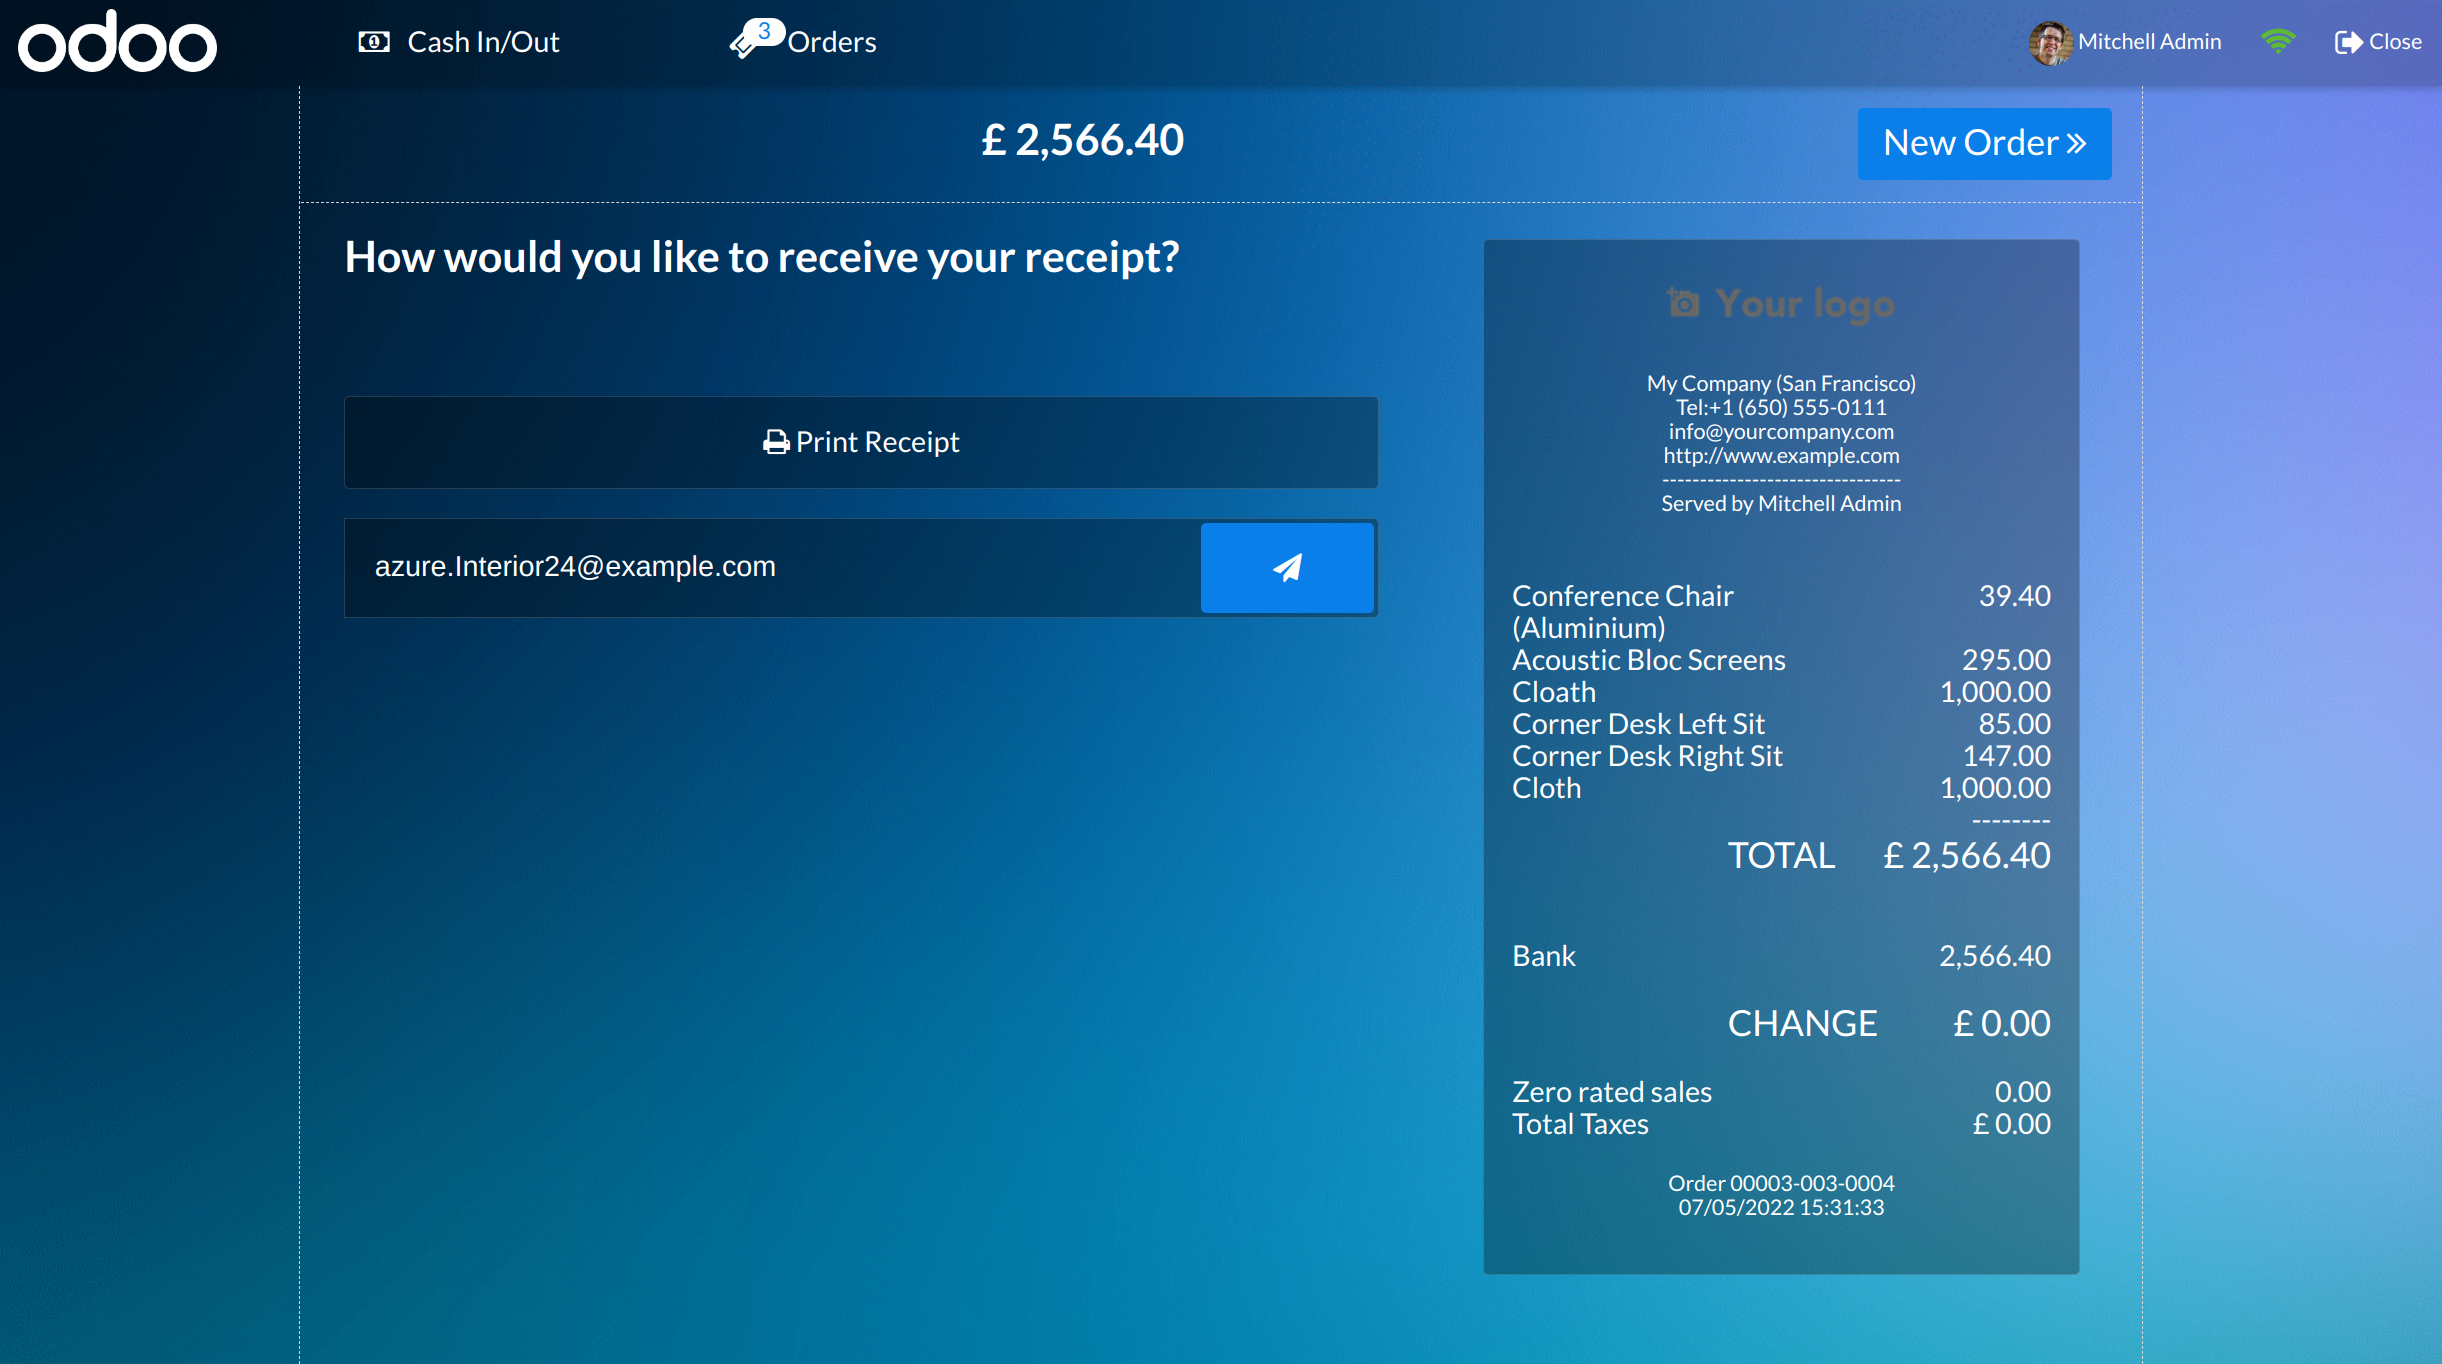 odoo
Cash In/Out
3
Orders
Mitchell Admin
Close
£ 2,566.40
New Order
How would you like to receive your receipt?
Print Receipt
azure.Interior24@example.com
Your logo
My Company (San Francisco)
Tel:+1 (650) 555-0111
info@yourcompany.com
http://www.example.com
--------------------------------
Served by Mitchell Admin
Conference Chair 39.40
(Aluminium)
Acoustic Bloc Screens 295.00
Cloath 1,000.00
Corner Desk Left Sit 85.00
Corner Desk Right Sit 147.00
Cloth 1,000.00
--------
TOTAL £ 2,566.40
Bank 2,566.40
CHANGE £ 0.00
Zero rated sales 0.00
Total Taxes £ 0.00
Order 00003-003-0004
07/05/2022 15:31:33